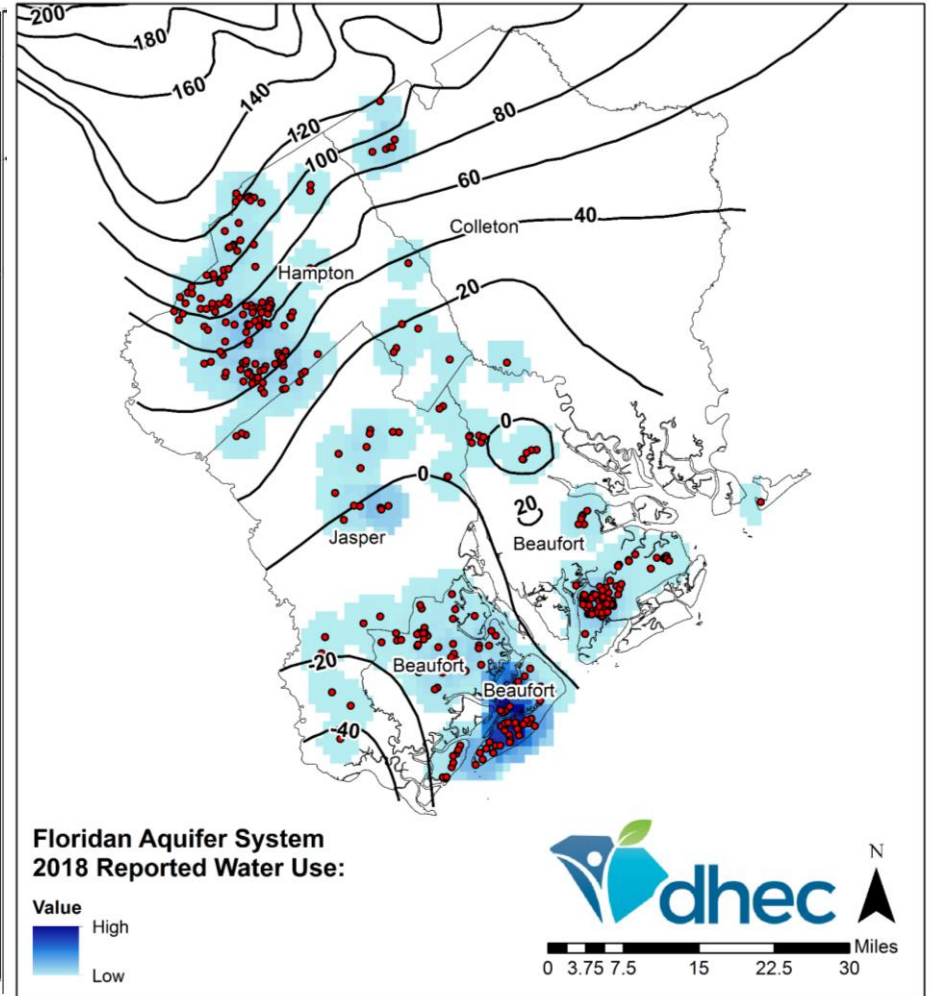 200
180
160
140
120
100
80
60
40
Colleton
Hampton
20
0
0
20
Jasper
Beaufort
-20
Beaufort
Beaufort
-40
Floridan Aquifer System
2018 Reported Water Use:
Value
High
Low
dhec
N
Miles
0 3.75 7.5 15 22.5 30